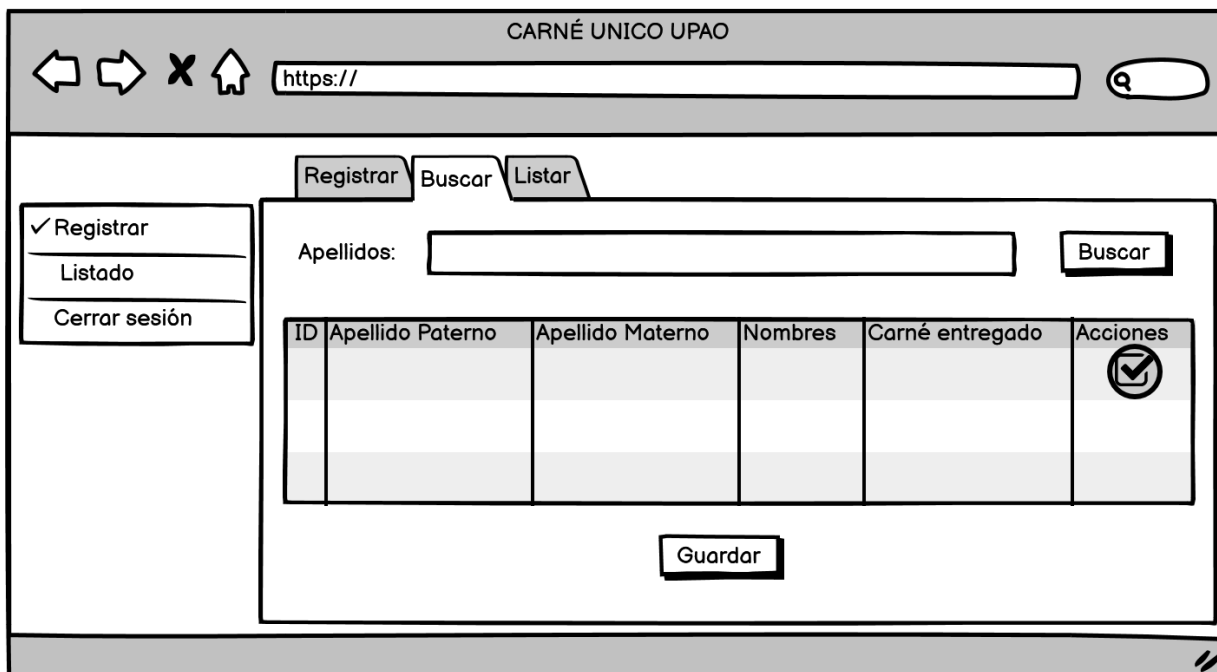 CARNÉ UNICO UPAO
https://
Registrar Buscar Listar
Registrar
Listado
Cerrar sesión
Apellidos: Buscar
ID Apellido Paterno Apellido Materno Nombres Carné entregado Acciones
Guardar